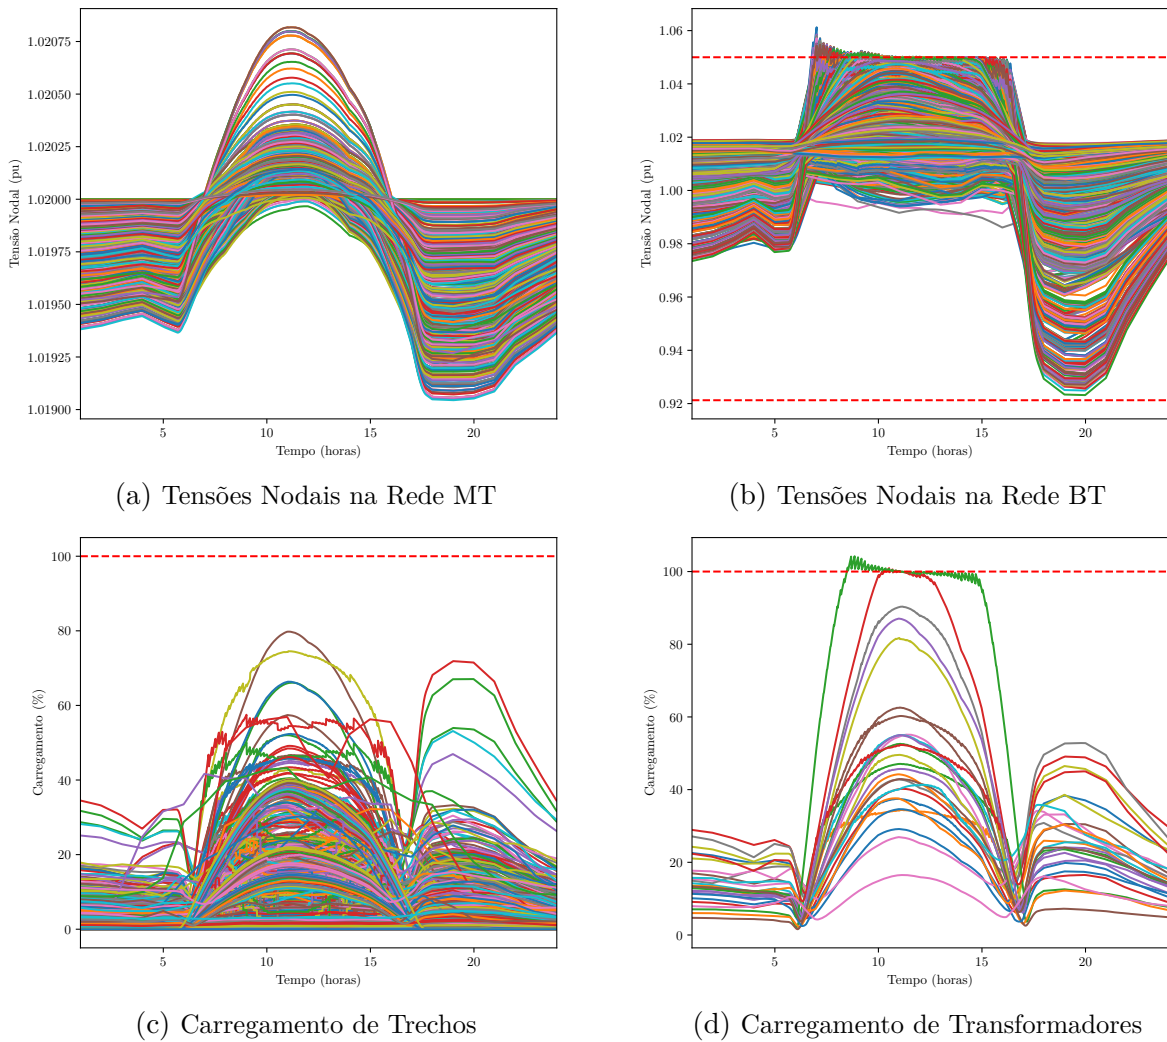 1.02075
1.02050
1.02025
1.02000
1.01975
1.01950
1.01925
1.01900
Tensão Nodal (pu)
5 10 15 20
Tempo (horas)
(a) Tensões Nodais na Rede MT
1.06
1.04
1.02
1.00
0.98
0.96
0.94
0.92
Tensão Nodal (pu)
5 10 15 20
Tempo (horas)
(b) Tensões Nodais na Rede BT
100
80
60
40
20
0
Carregamento (%)
5 10 15 20
Tempo (horas)
(c) Carregamento de Trechos
100
80
60
40
20
0
Carregamento (%)
5 10 15 20
Tempo (horas)
(d) Carregamento de Transformadores